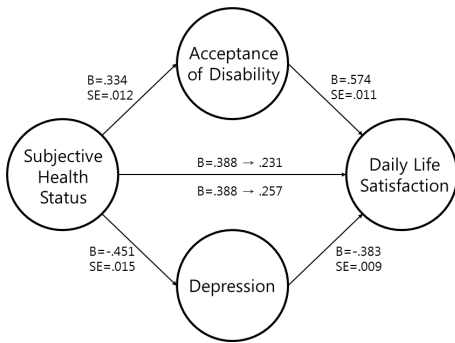 Acceptance
of Disability
B=.334
SE=.012
B=.574
SE=.011
Subjective
Health
Status
B=.388 → .231
B=.388 → .257
Daily Life
Satisfaction
B=-.451
SE=.015
B=-.383
SE=.009
Depression